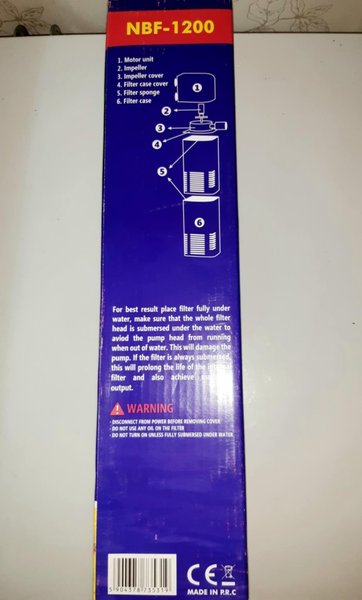 NBF-1200
1. Motor unit
2. Impeller
3. Impeller cover
4. Filter case cover
5. Filter sponge
6. Filter case
1
2
3
4
5
6
For best result place filter fully under
water, make sure that the whole filter
head is submersed under the water to
aviod the pump head from running
when out of water. This will damage the
pump. If the filter is always submersed,
this will prolong the life of the
filter and also achieve
output.
WARNING
· DISCONNECT FROM POWER BEFORE REMOVING COVER
· DO NOT USE ANY OIL ON THE FILTER
· DO NOT TURN ON UNLESS FULLY SUBMERSED UNDER WATER
5 904378 735319
CE
MADE IN P.R.C